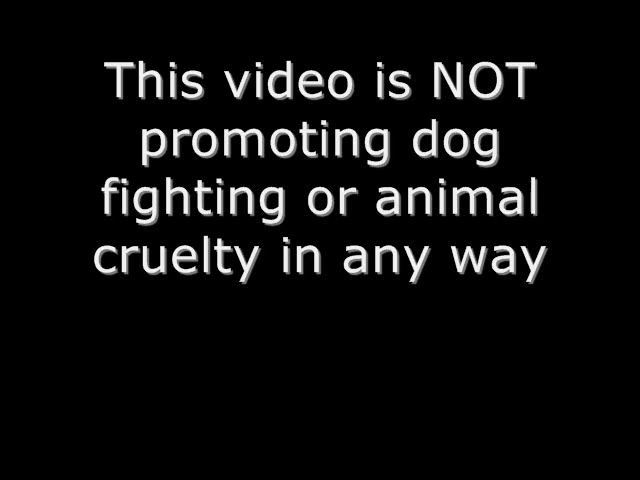 This video is NOT
promoting dog
fighting or animal
cruelty in any way